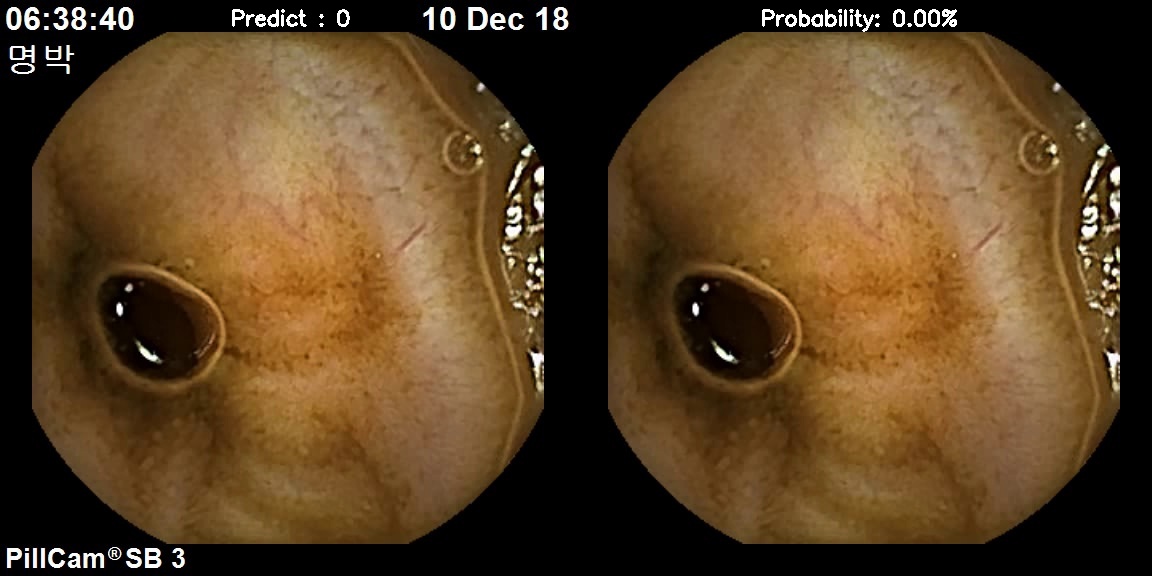 06:38:40
Predict : 0
10 Dec 18
Probability: 0.00%
명박
PillCam® SB 3